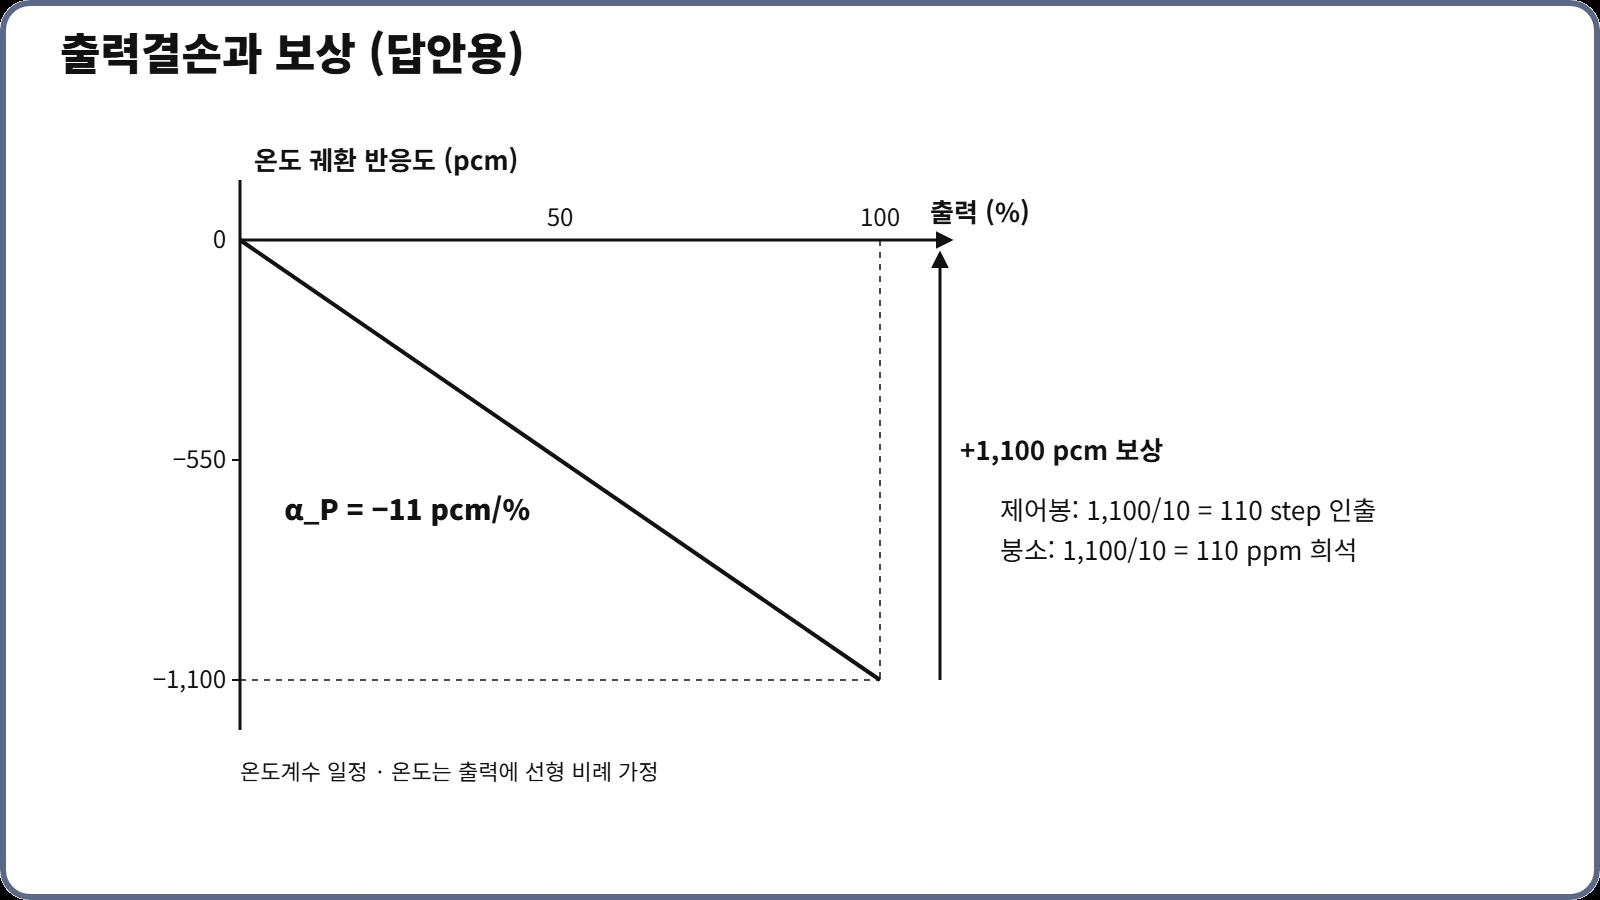 출력결손과 보상 (답안용)
온도 궤환 반응도 (pcm)
50
100
출력 (%)
0
−550
−1,100
α_P = −11 pcm/%
+1,100 pcm 보상
제어봉: 1,100/10 = 110 step 인출
붕소: 1,100/10 = 110 ppm 희석
온도계수 일정 · 온도는 출력에 선형 비례 가정